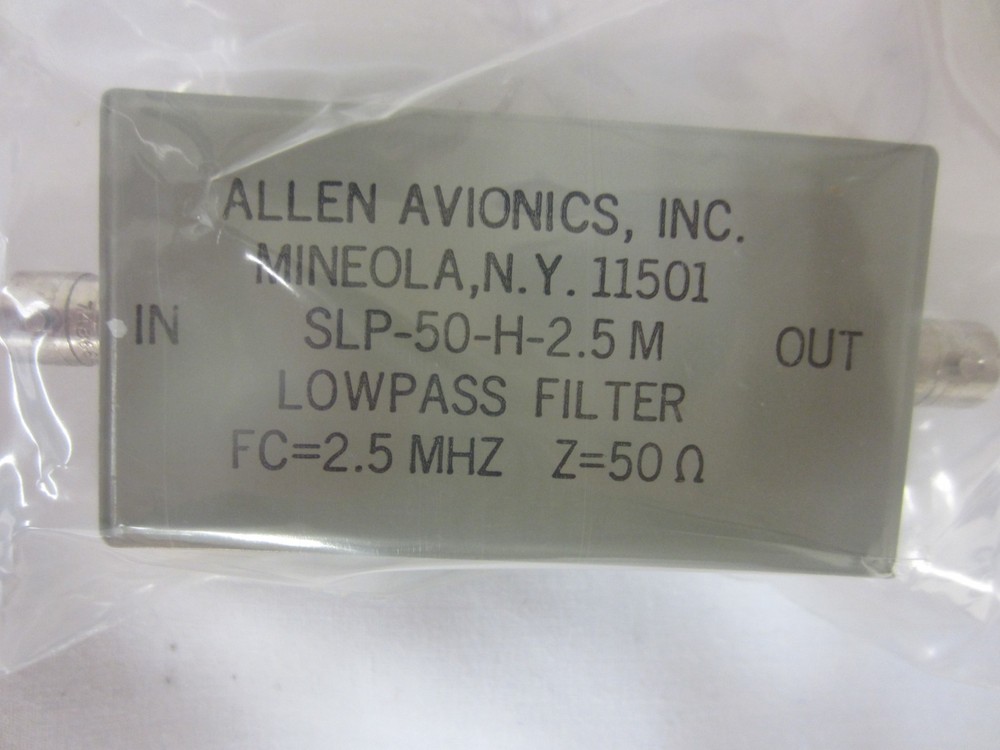 ALLEN AVIONICS, INC.
MINEOLA, N.Y. 11501
IN
SLP-50-H-2.5 M
OUT
LOWPASS FILTER
FC=2.5 MHZ Z=50 Ω